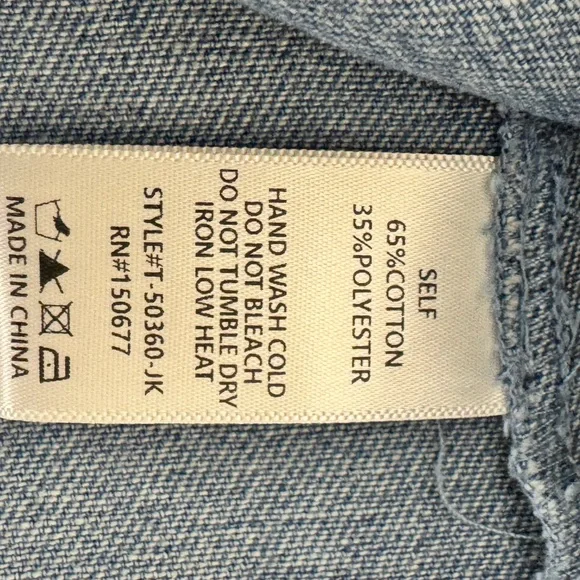 SELF
65%COTTON
35%POLYESTER
HAND WASH COLD
DO NOT BLEACH
DO NOT TUMBLE DRY
IRON LOW HEAT
STYLE#T-50360-JK
RN#150677
MADE IN CHINA